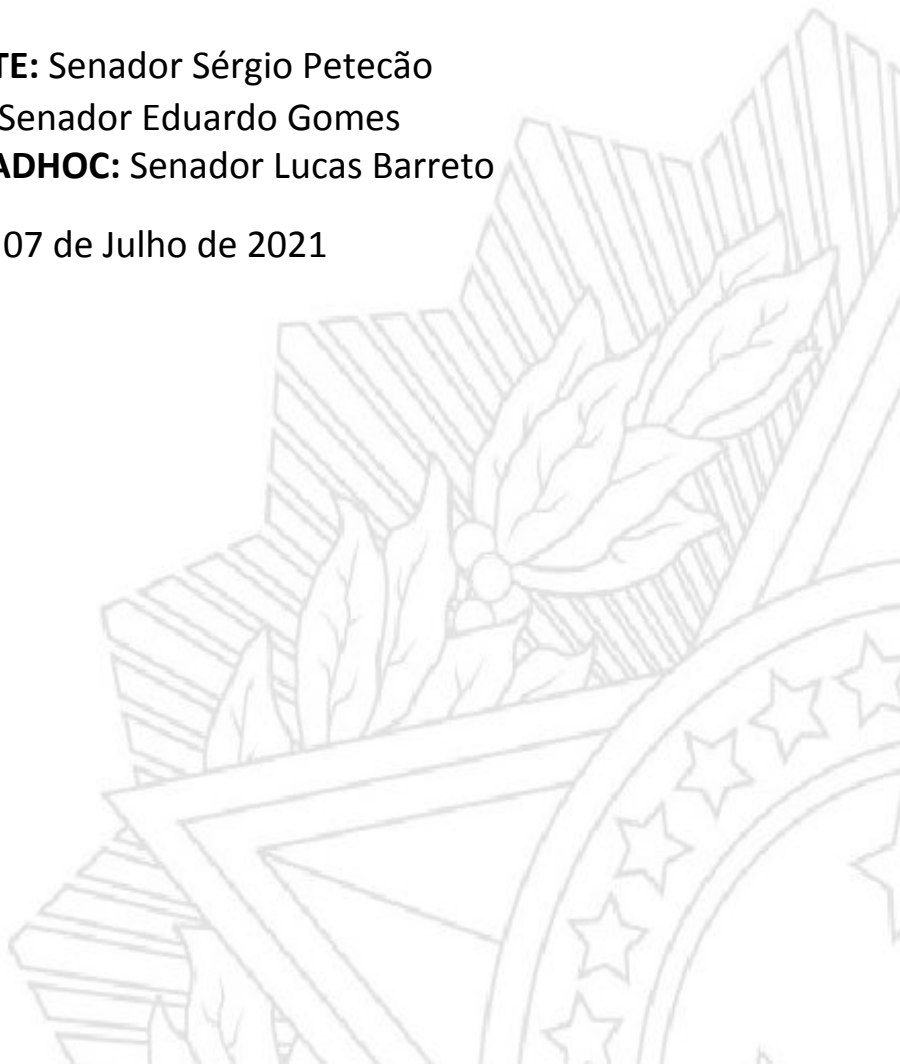 TE: Senador Sérgio Petecão
Senador Eduardo Gomes
ADHOC: Senador Lucas Barreto
07 de Julho de 2021